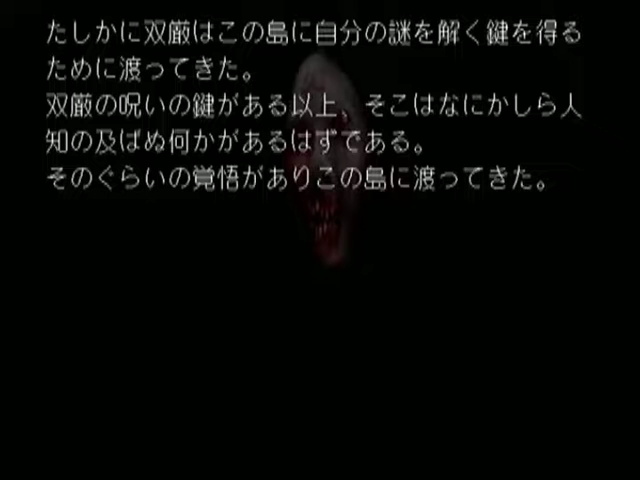 たしかに双厳はこの島に自分の謎を解く鍵を得る
ために渡ってきた。
双厳の呪いの鍵がある以上、そこはなにかしら人
知の及ばぬ何かがあるはずである。
そのぐらいの覚悟がありこの島に渡ってきた。